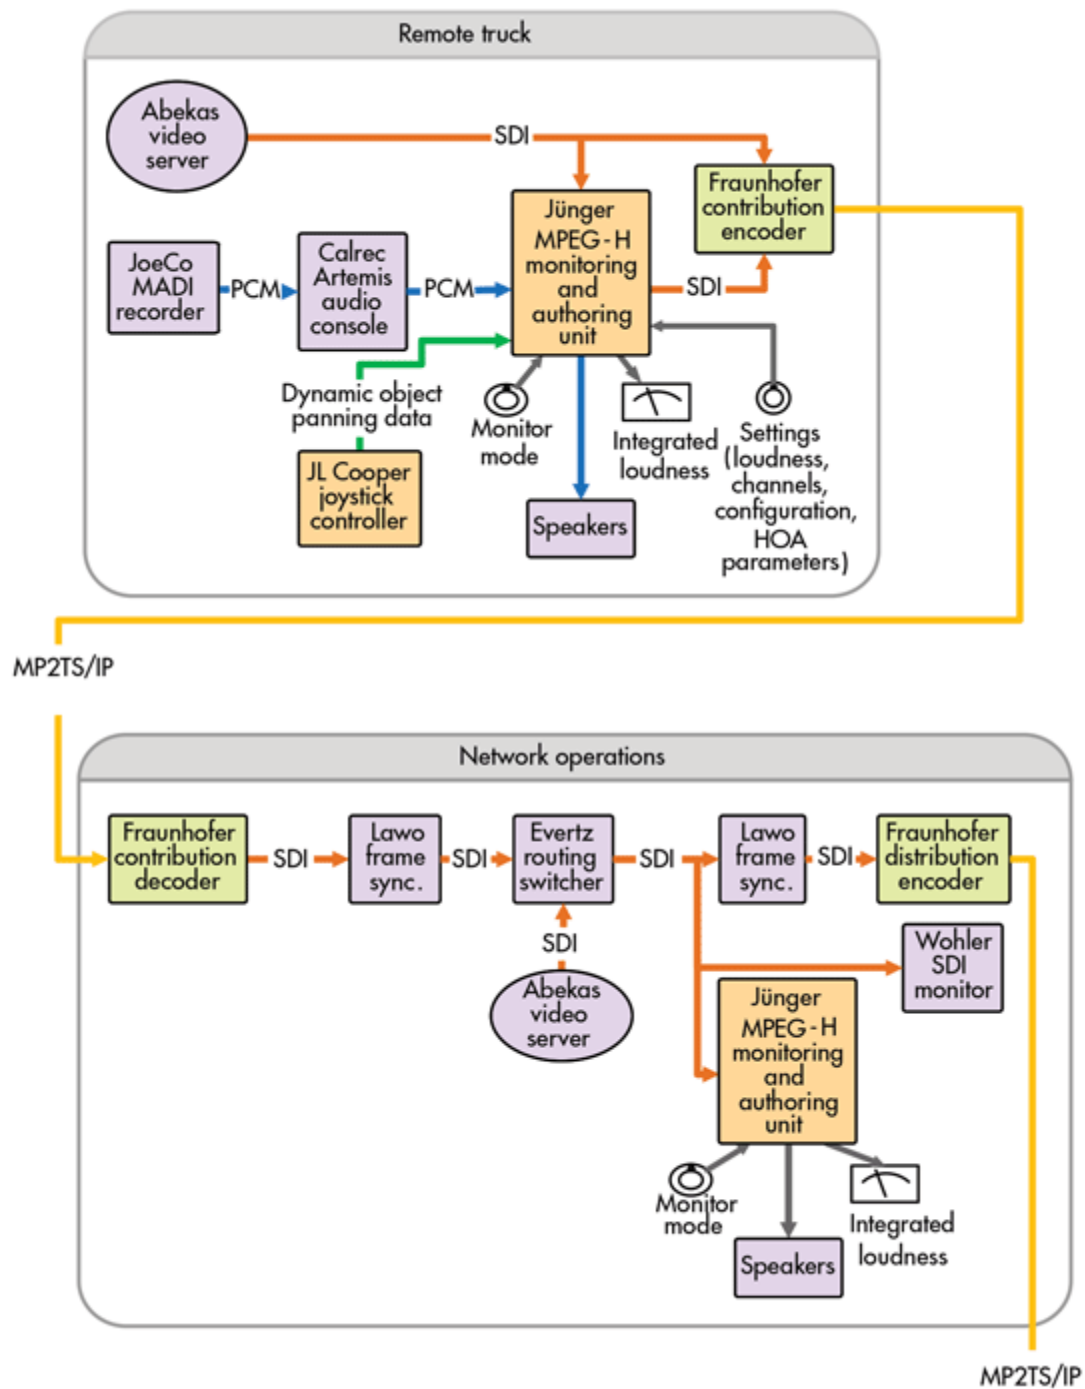 Remote truck
Abekas
video
server
SDI
Fraunhofer
contribution
encoder
Jünger
MPEG-H
monitoring
and
authoring
unit
JoeCo
MADI
recorder
PCM
Calrec
Artemis
audio
console
PCM
SDI
Dynamic object
panning data
Monitor
mode
Integrated
loudness
Settings
(loudness,
channels,
configuration,
HOA
parameters)
JL Cooper
joystick
controller
Speakers
MP2TS/IP
Network operations
Fraunhofer
contribution
decoder
SDI
Lawo
frame
sync.
SDI
Evertz
routing
switcher
SDI
Lawo
frame
sync.
SDI
Fraunhofer
distribution
encoder
SDI
Abekas
video
server
Wohler
SDI
monitor
Jünger
MPEG-H
monitoring
and
authoring
unit
Monitor
mode
Integrated
loudness
Speakers
MP2TS/IP